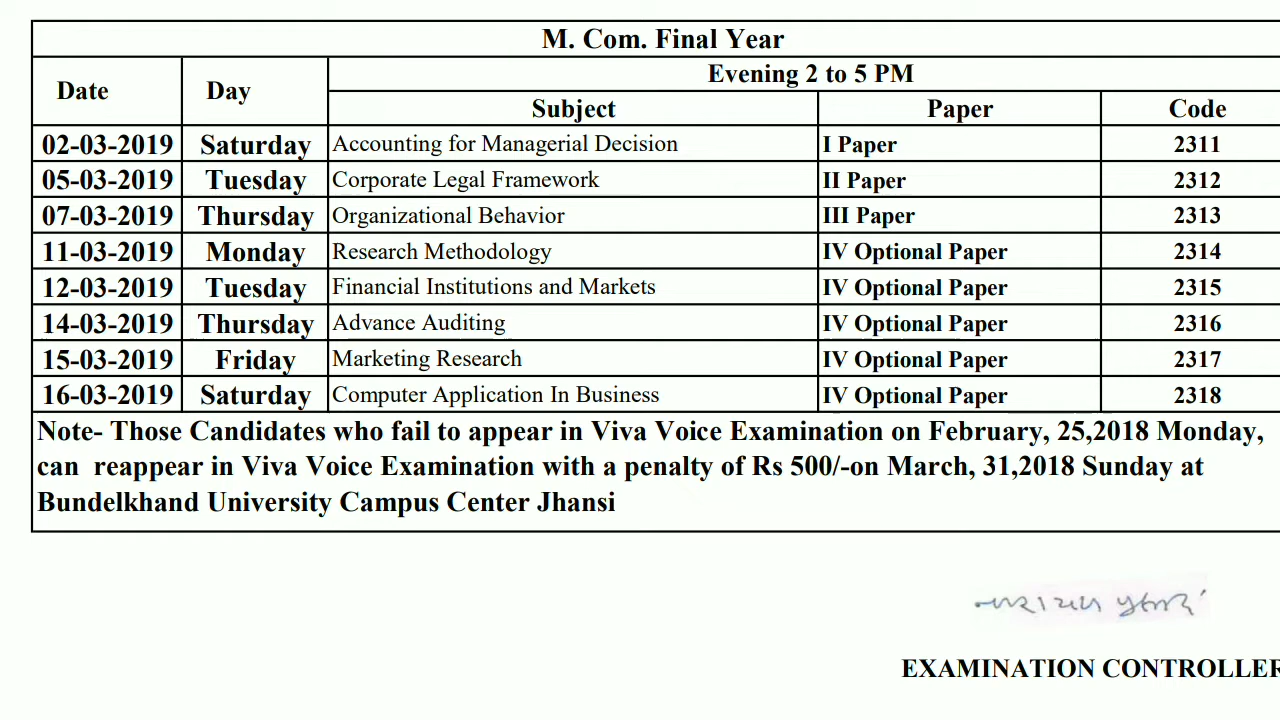 M. Com. Final Year
Date Day Evening 2 to 5 PM
Subject Paper Code
02-03-2019 Saturday Accounting for Managerial Decision I Paper 2311
05-03-2019 Tuesday Corporate Legal Framework II Paper 2312
07-03-2019 Thursday Organizational Behavior III Paper 2313
11-03-2019 Monday Research Methodology IV Optional Paper 2314
12-03-2019 Tuesday Financial Institutions and Markets IV Optional Paper 2315
14-03-2019 Thursday Advance Auditing IV Optional Paper 2316
15-03-2019 Friday Marketing Research IV Optional Paper 2317
16-03-2019 Saturday Computer Application In Business IV Optional Paper 2318
Note- Those Candidates who fail to appear in Viva Voice Examination on February, 25,2018 Monday,
can reappear in Viva Voice Examination with a penalty of Rs 500/-on March, 31,2018 Sunday at
Bundelkhand University Campus Center Jhansi
EXAMINATION CONTROLLER